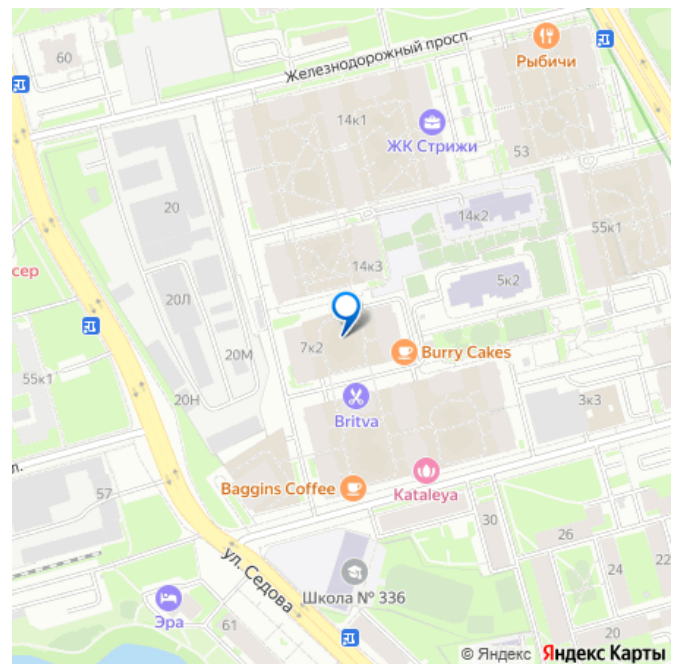 60
Железнодорожный просп.
Рыбичи
14к1
ЖК Стрижи
53
20
14к2
55к1
сер
14к3
5к2
20Л
7к2
Burry Cakes
20М
55к1
20Н
Britva
3к3
л.
57
Baggins Coffee
Kataleya
30
26
24
22
ул. Седова
Школа № 336
Эра
61
20
© Яндекс Яндекс Карты